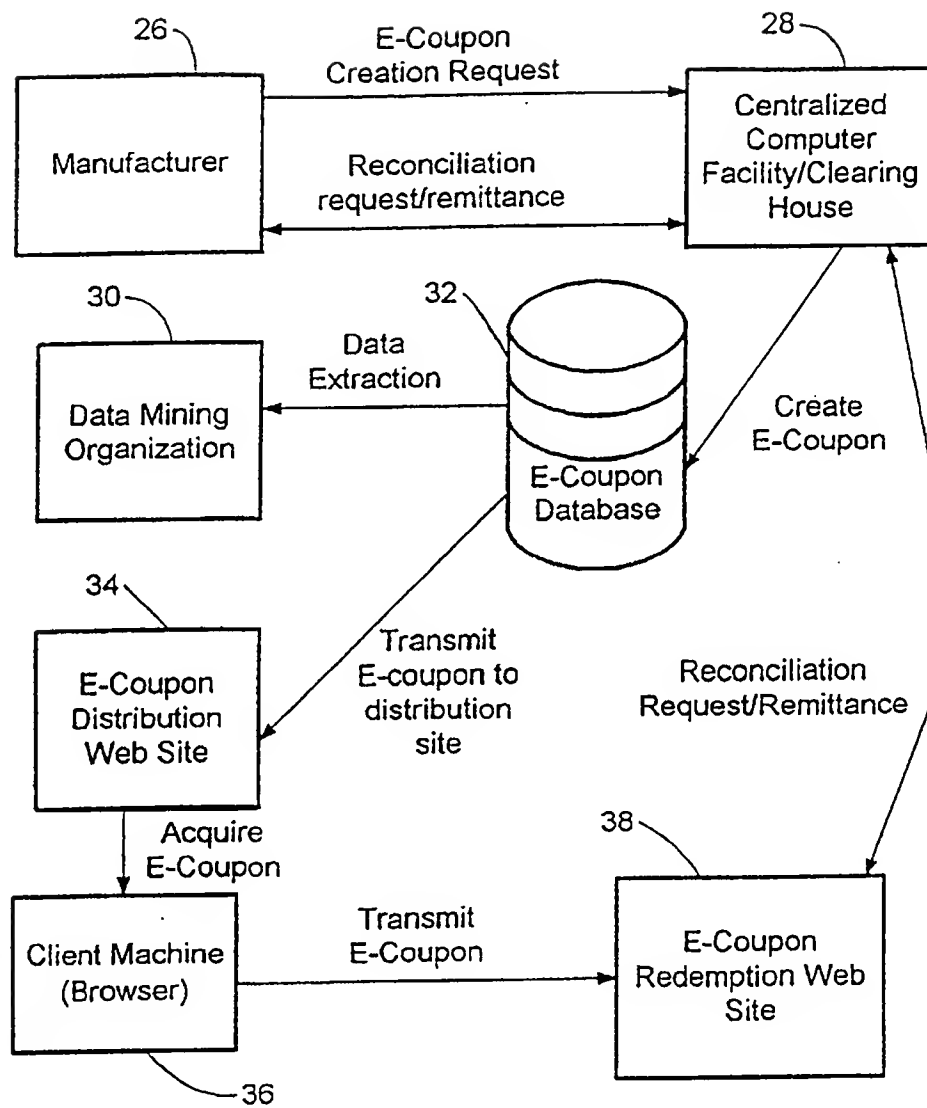 26
E-Coupon
Creation Request
28
Manufacturer
Centralized
Computer
Facility/Clearing
House
Reconciliation
request/remittance
30
32
Data
Extraction
Data Mining
Organization
Create
E-Coupon
E-Coupon
Database
34
E-Coupon
Distribution
Web Site
Transmit
E-coupon to
distribution
site
Reconciliation
Request/Remittance
Acquire
E-Coupon
38
Client Machine
(Browser)
Transmit
E-Coupon
E-Coupon
Redemption Web
Site
36